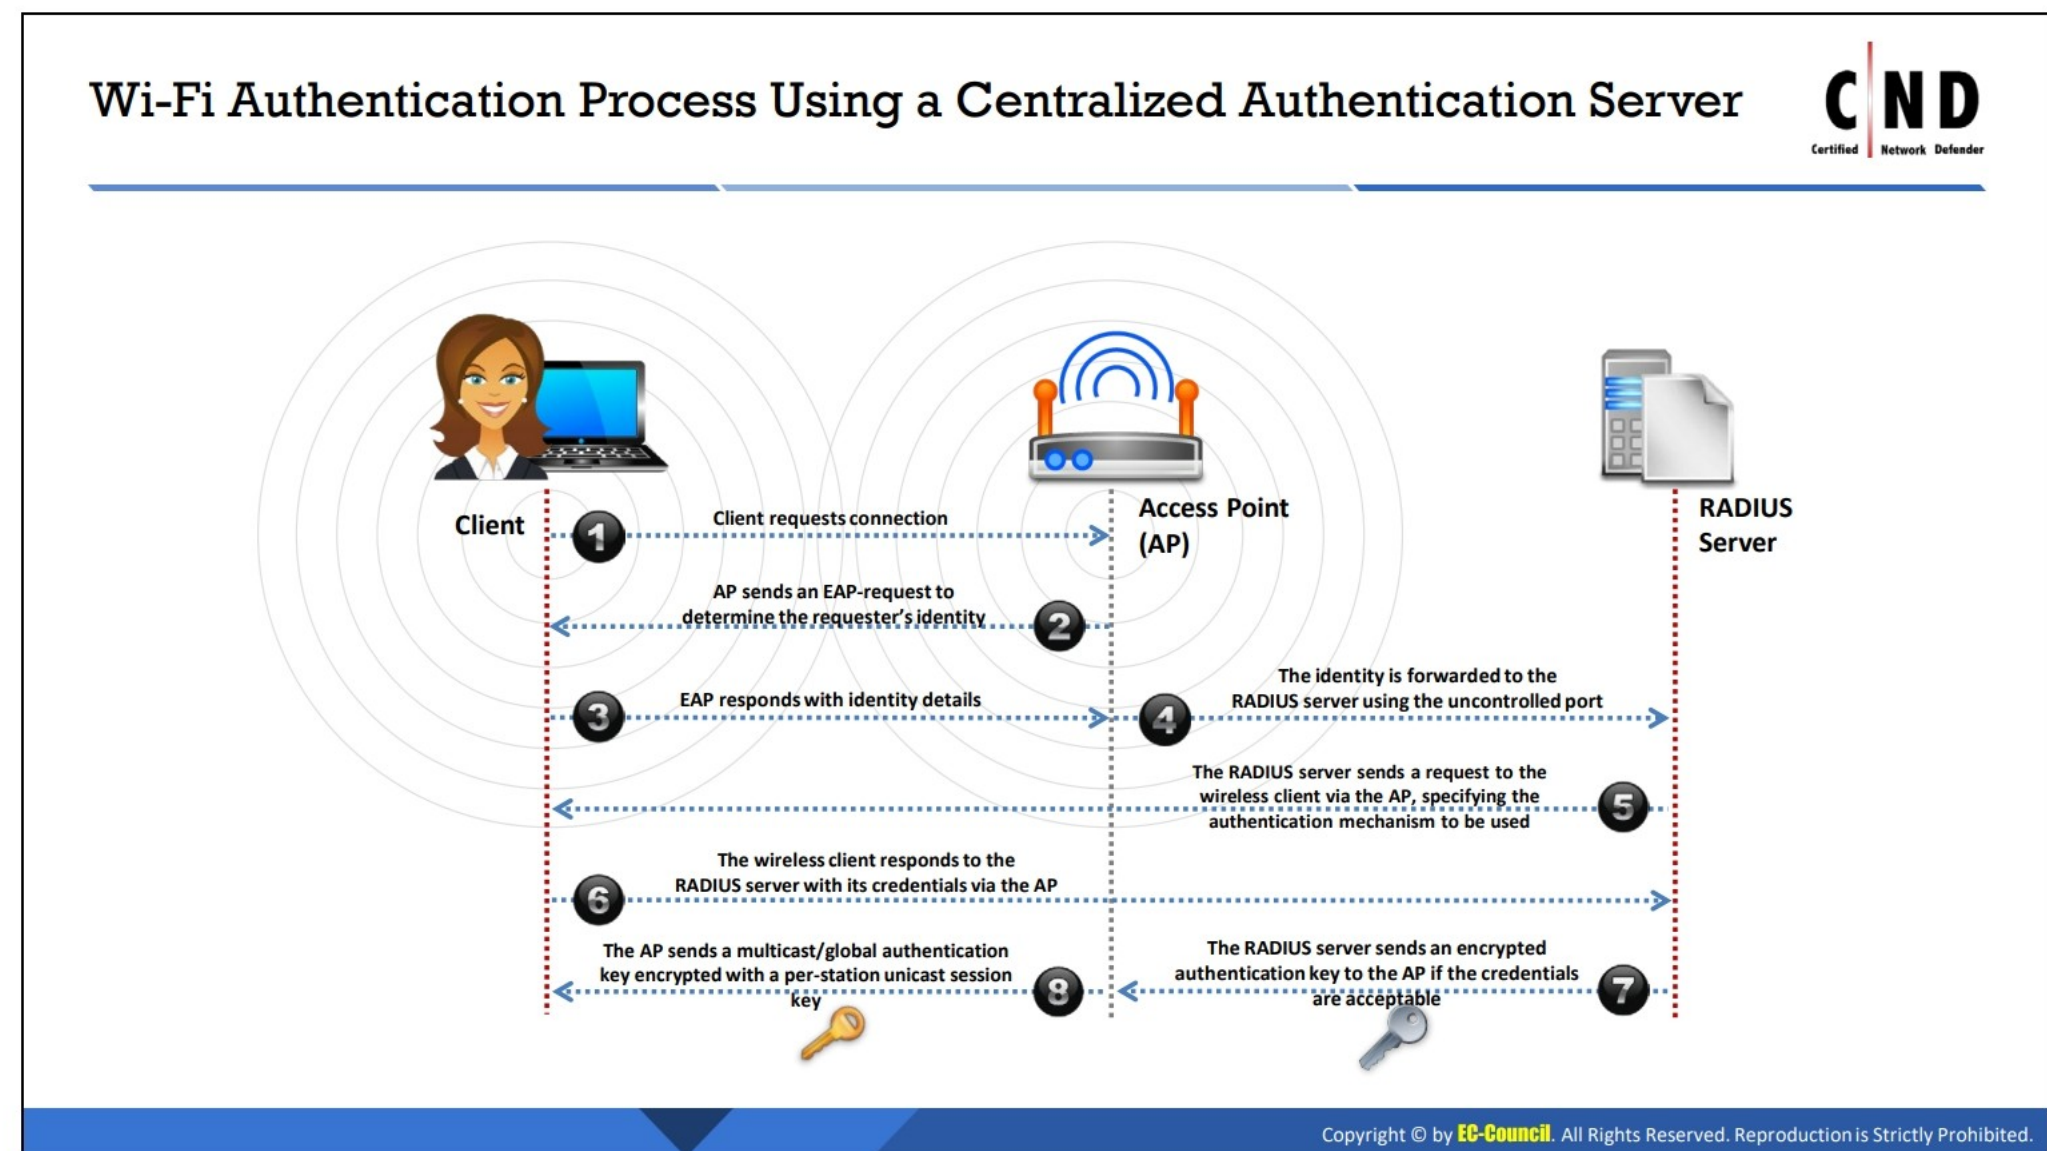 Wi-Fi Authentication Process Using a Centralized Authentication Server
C ND
Certified Network Defender
Client
Access Point
(AP)
RADIUS
Server
1
Client requests connection
AP sends an EAP-request to
determine the requester's identity
2
3
EAP responds with identity details
4
The identity is forwarded to the
RADIUS server using the uncontrolled port
The RADIUS server sends a request to the
wireless client via the AP, specifying the
authentication mechanism to be used
5
The wireless client responds to the
RADIUS server with its credentials via the AP
6
The RADIUS server sends an encrypted
authentication key to the AP if the credentials
are acceptable
7
The AP sends a multicast/global authentication
key encrypted with a per-station unicast session
key
8
Copyright © by EC-Council. All Rights Reserved. Reproduction is Strictly Prohibited.